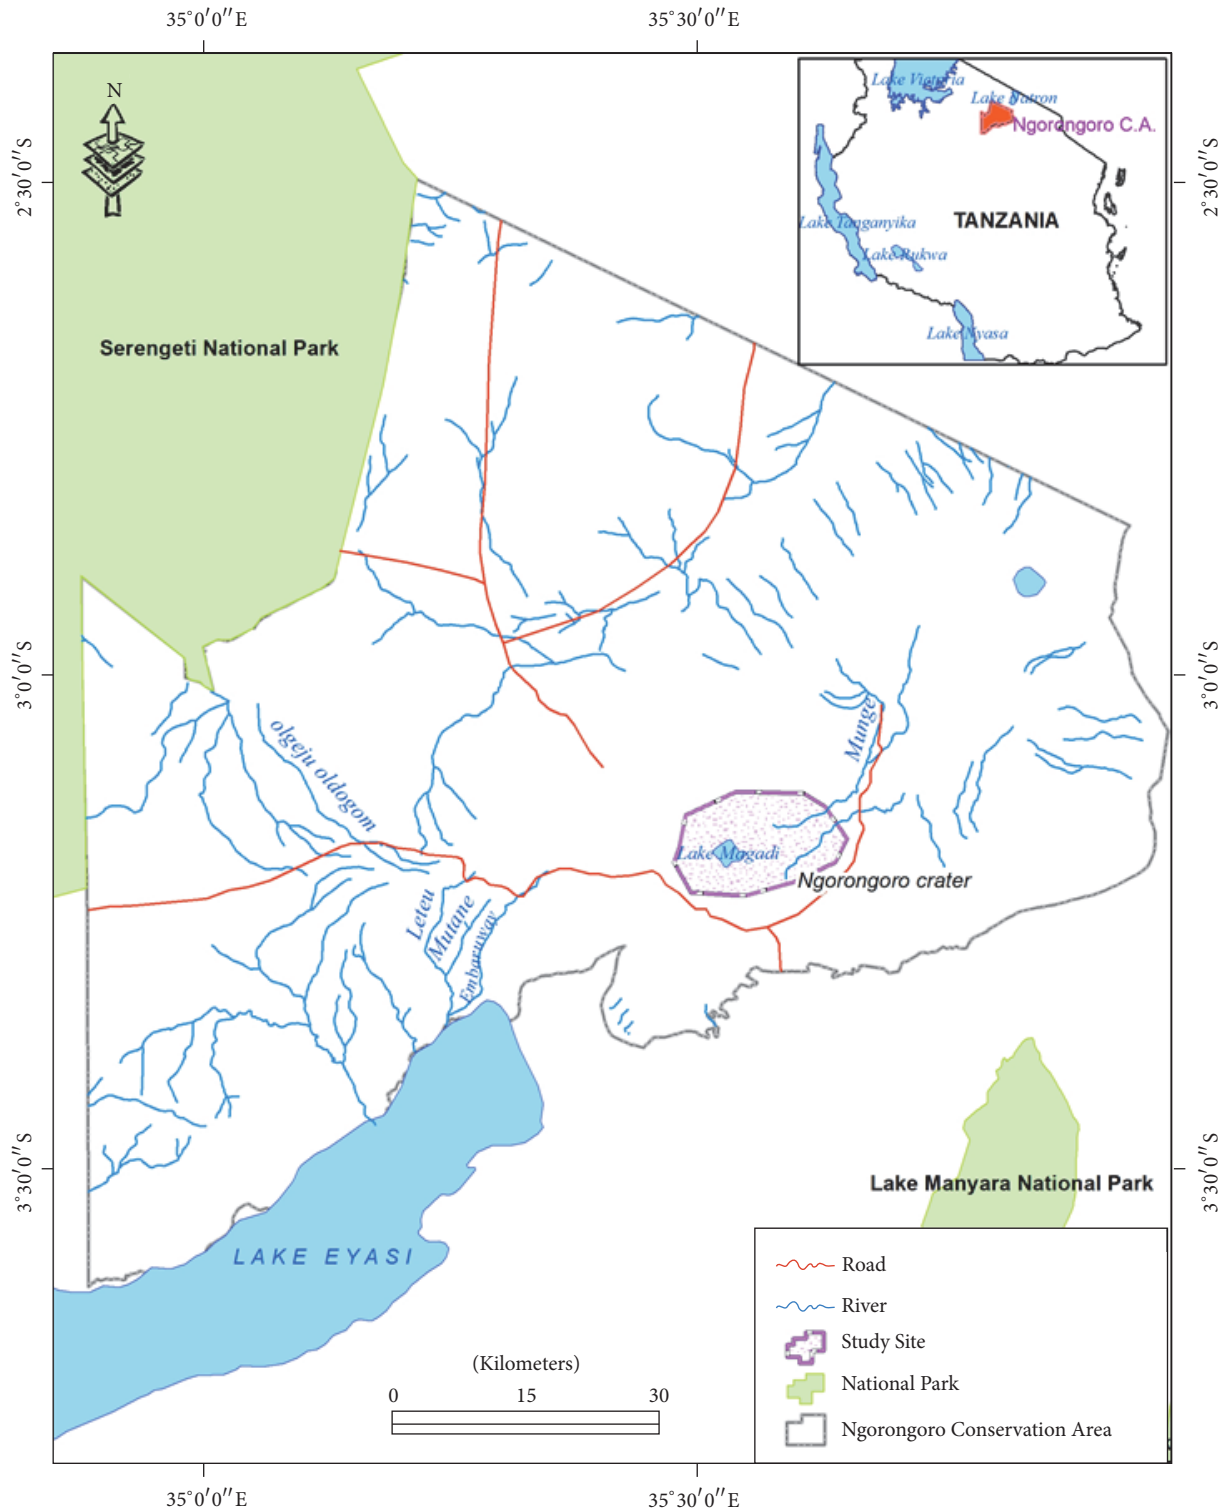 35°0′0″E 35°30′0″E
N
2°30′0″S
2°30′0″S
Lake Victoria
Lake Natron
Ngorongoro C.A.
Lake Tanganyika
TANZANIA
Lake Rukwa
Lake Nyasa
Serengeti National Park
3°0′0″S
3°0′0″S
olgeju oldogom
Munge
Lake Magadi
Ngorongoro crater
Leteu
Mutane
Embaruway
3°30′0″S
3°30′0″S
Lake Manyara National Park
LAKE EYASI
Road
River
Study Site
National Park
Ngorongoro Conservation Area
(Kilometers)
0 15 30
35°0′0″E 35°30′0″E